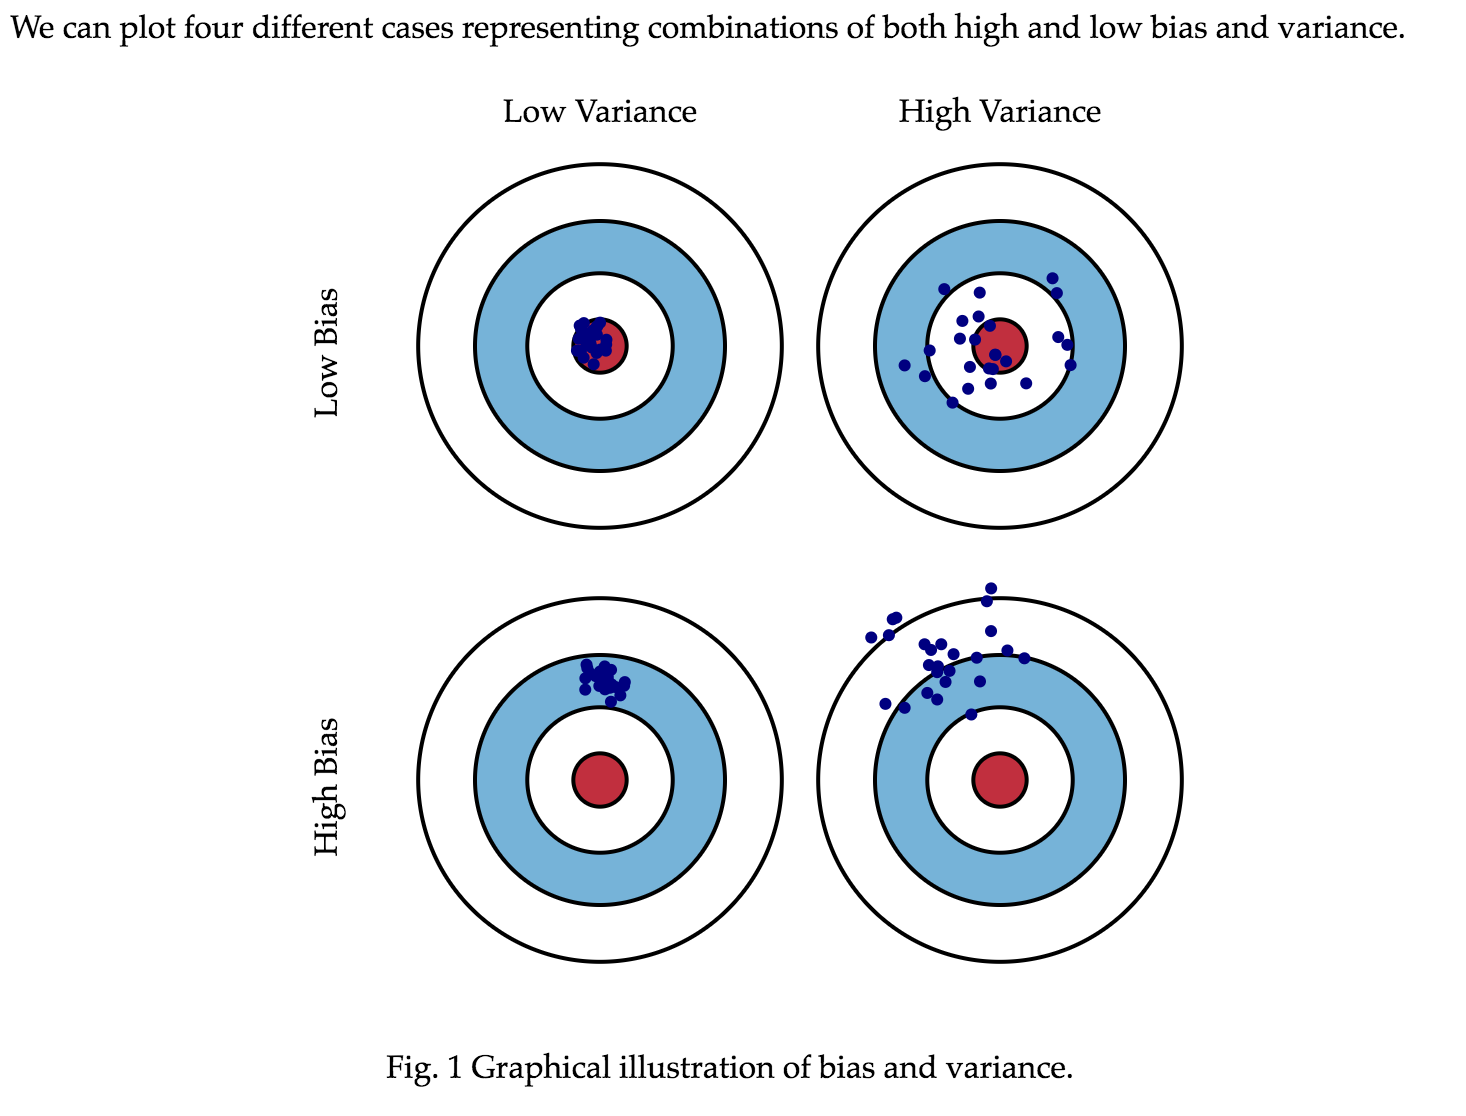 We can plot four different cases representing combinations of both high and low bias and variance.
Low Variance
High Variance
Low Bias
High Bias
Fig. 1 Graphical illustration of bias and variance.